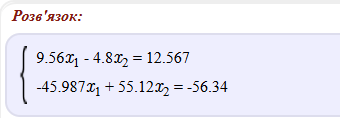 Розв'язок:
9.56x₁ - 4.8x₂ = 12.567
-45.987x₁ + 55.12x₂ = -56.34